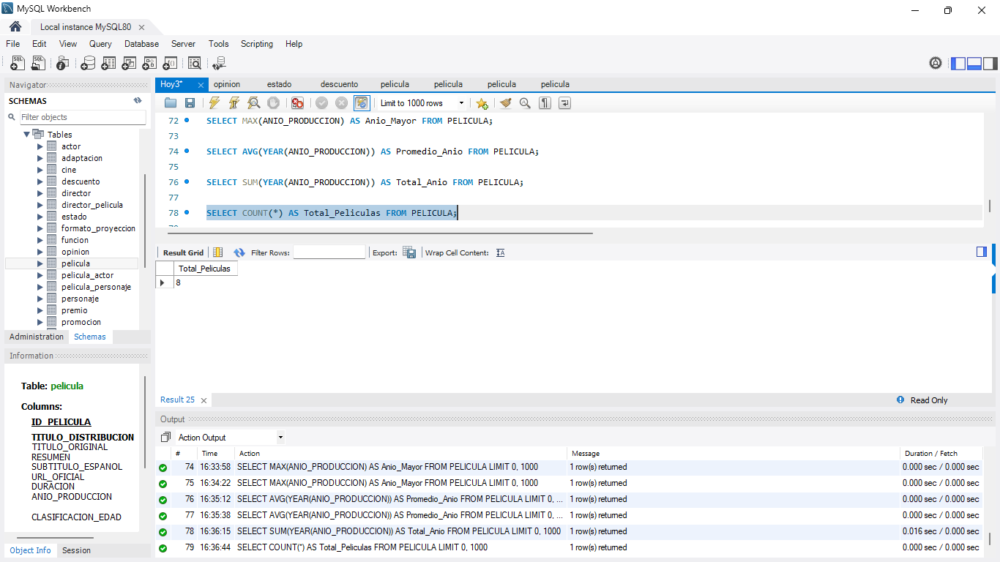 MySQL Workbench
Local instance MySQL80
File Edit View Query Database Server Tools Scripting Help
Navigator
SCHEMAS
Filter objects
Tables
actor
adaptacion
cine
descuento
director
director_pelicula
estado
formato_proyeccion
funcion
opinion
pelicula
pelicula_actor
pelicula_personaje
personaje
premio
promocion
Administration Schemas
Information
Table: pelicula
Columns:
ID_PELICULA
TITULO_DISTRIBUCION
TITULO_ORIGINAL
RESUMEN
SUBTITULO_ESPANOL
URL_OFICIAL
DURACION
ANIO_PRODUCCION
CLASIFICACION_EDAD
Object Info Session
Hoy3* opinion estado descuento pelicula pelicula pelicula pelicula
Limit to 1000 rows
72 SELECT MAX(ANIO_PRODUCCION) AS Anio_Mayor FROM PELICULA;
73
74 SELECT AVG(YEAR(ANIO_PRODUCCION)) AS Promedio_Anio FROM PELICULA;
75
76 SELECT SUM(YEAR(ANIO_PRODUCCION)) AS Total_Anio FROM PELICULA;
77
78 SELECT COUNT(*) AS Total_Peliculas FROM PELICULA;
Result Grid Filter Rows: Export: Wrap Cell Content:
Total_Peliculas
8
Result 25 Read Only
Output
Action Output
# Time Action Message Duration / Fetch
74 16:33:58 SELECT MAX(ANIO_PRODUCCION) AS Anio_Mayor FROM PELICULA LIMIT 0, 1000 1 row(s) returned 0.000 sec / 0.000 sec
75 16:34:22 SELECT MAX(ANIO_PRODUCCION) AS Anio_Mayor FROM PELICULA LIMIT 0, 1000 1 row(s) returned 0.000 sec / 0.000 sec
76 16:35:12 SELECT AVG(YEAR(ANIO_PRODUCCION)) AS Promedio_Anio FROM PELICULA LIMIT 0, ... 1 row(s) returned 0.000 sec / 0.000 sec
77 16:35:38 SELECT AVG(YEAR(ANIO_PRODUCCION)) AS Promedio_Anio FROM PELICULA LIMIT 0, ... 1 row(s) returned 0.000 sec / 0.000 sec
78 16:36:15 SELECT SUM(YEAR(ANIO_PRODUCCION)) AS Total_Anio FROM PELICULA LIMIT 0, 1000 1 row(s) returned 0.016 sec / 0.000 sec
79 16:36:44 SELECT COUNT(*) AS Total_Peliculas FROM PELICULA LIMIT 0, 1000 1 row(s) returned 0.000 sec / 0.000 sec